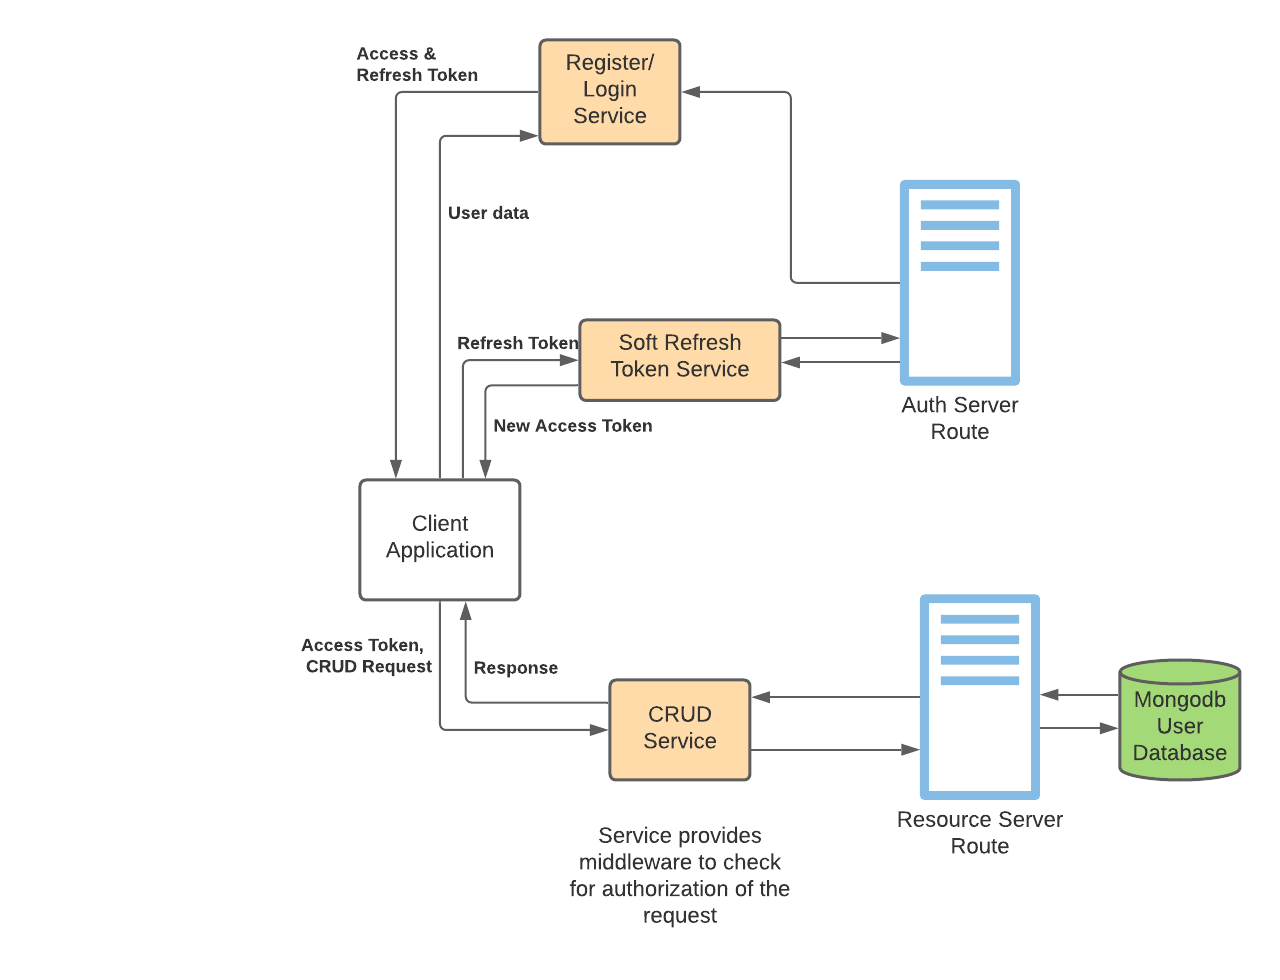 Access &
Refresh Token
Register/
Login
Service
User data
Refresh Token
Soft Refresh
Token Service
New Access Token
Auth Server
Route
Client
Application
Access Token,
CRUD Request
Response
CRUD
Service
Mongodb
User
Database
Resource Server
Route
Service provides
middleware to check
for authorization of the
request